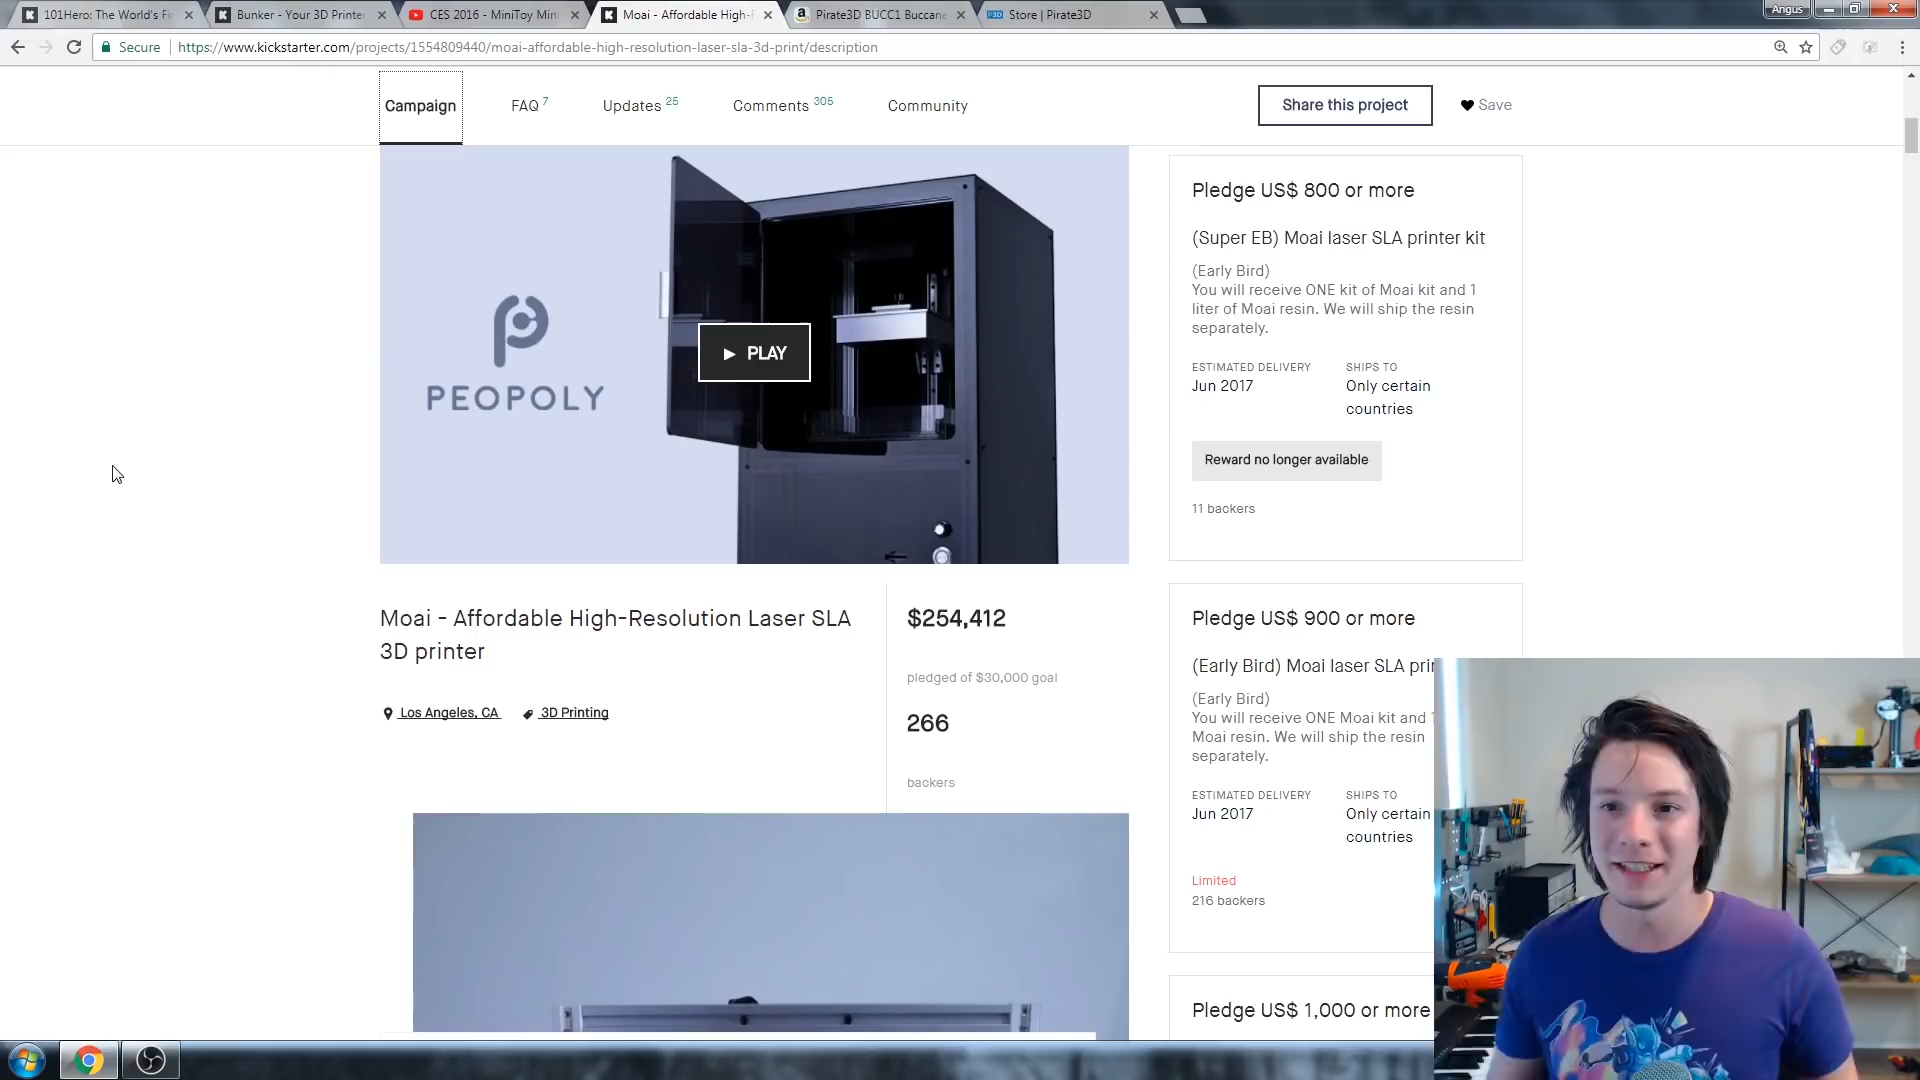 101Hero: The World's Fi
Bunker - Your 3D Printer
CES 2016 - MiniToy Mini
Moai - Affordable High-
Pirate3D BUCC1 Buccane
Store | Pirate3D
Angus
Secure
https://www.kickstarter.com/projects/1554809440/moai-affordable-high-resolution-laser-sla-3d-print/description
Campaign
FAQ 7
Updates 25
Comments 305
Community
Share this project
Save
PEOPOLY
PLAY
Moai - Affordable High-Resolution Laser SLA
3D printer
Los Angeles, CA
3D Printing
$254,412
pledged of $30,000 goal
266
backers
Pledge US$ 800 or more
(Super EB) Moai laser SLA printer kit
(Early Bird)
You will receive ONE kit of Moai kit and 1
liter of Moai resin. We will ship the resin
separately.
ESTIMATED DELIVERY
Jun 2017
SHIPS TO
Only certain
countries
Reward no longer available
11 backers
Pledge US$ 900 or more
(Early Bird) Moai laser SLA prin
(Early Bird)
You will receive ONE Moai kit and 1
Moai resin. We will ship the resin
separately.
ESTIMATED DELIVERY
Jun 2017
SHIPS TO
Only certain
countries
Limited
216 backers
Pledge US$ 1,000 or more